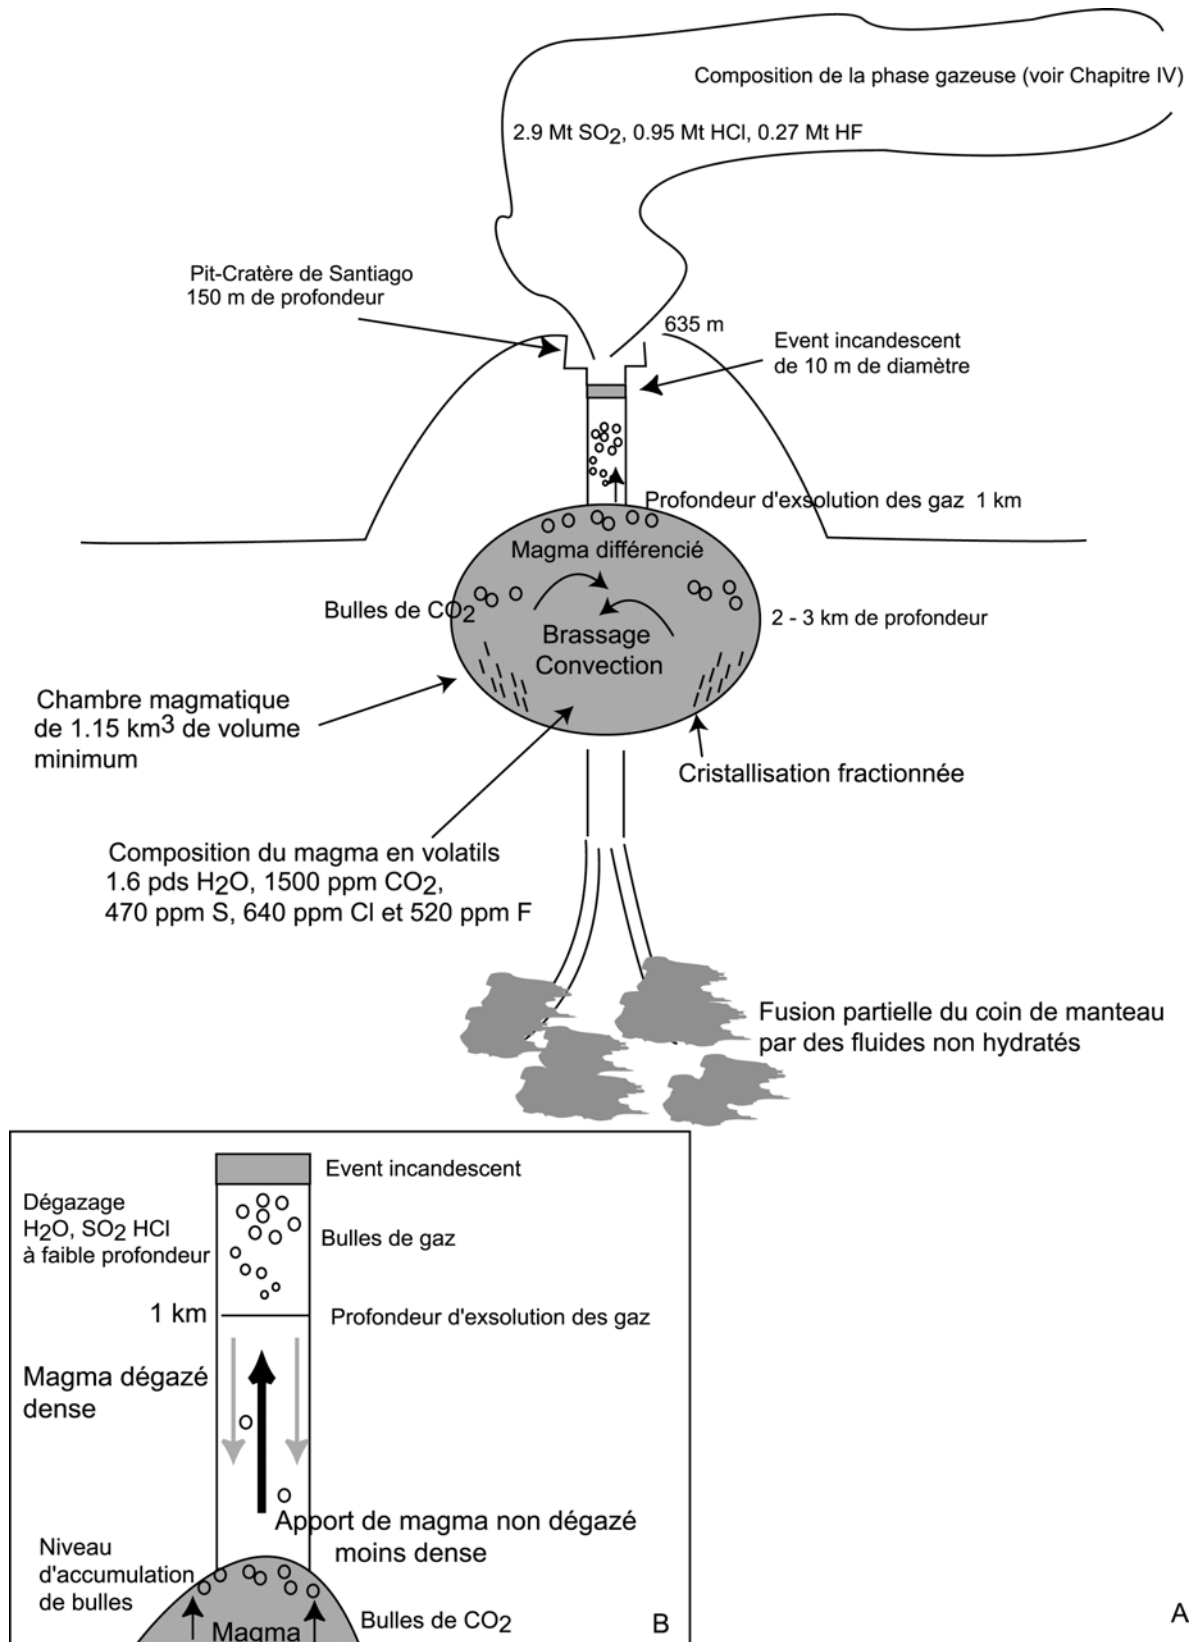 Composition de la phase gazeuse (voir Chapitre IV)
2.9 Mt SO2, 0.95 Mt HCl, 0.27 Mt HF
Pit-Cratère de Santiago
150 m de profondeur
635 m
Event incandescent
de 10 m de diamètre
Profondeur d'exsolution des gaz 1 km
Magma différencié
Bulles de CO2
2 - 3 km de profondeur
Brassage
Convection
Chambre magmatique
de 1.15 km3 de volume
minimum
Cristallisation fractionnée
Composition du magma en volatils
1.6 pds H2O, 1500 ppm CO2,
470 ppm S, 640 ppm Cl et 520 ppm F
Fusion partielle du coin de manteau
par des fluides non hydratés
Event incandescent
Dégazage
H2O, SO2 HCl
à faible profondeur
Bulles de gaz
1 km
Profondeur d'exsolution des gaz
Magma dégazé
dense
Apport de magma non dégazé
moins dense
Niveau
d'accumulation
de bulles
Bulles de CO2
Magma
B
A